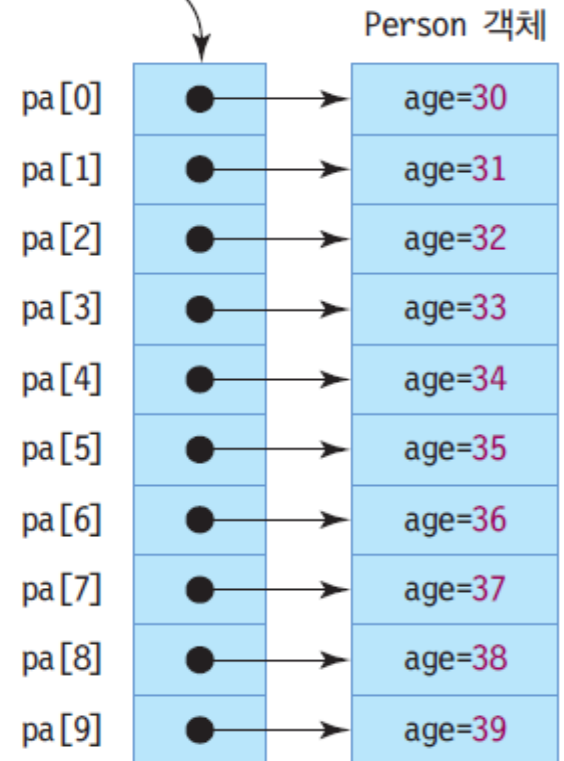 Person 객체
pa[0] age=30
pa[1] age=31
pa[2] age=32
pa[3] age=33
pa[4] age=34
pa[5] age=35
pa[6] age=36
pa[7] age=37
pa[8] age=38
pa[9] age=39